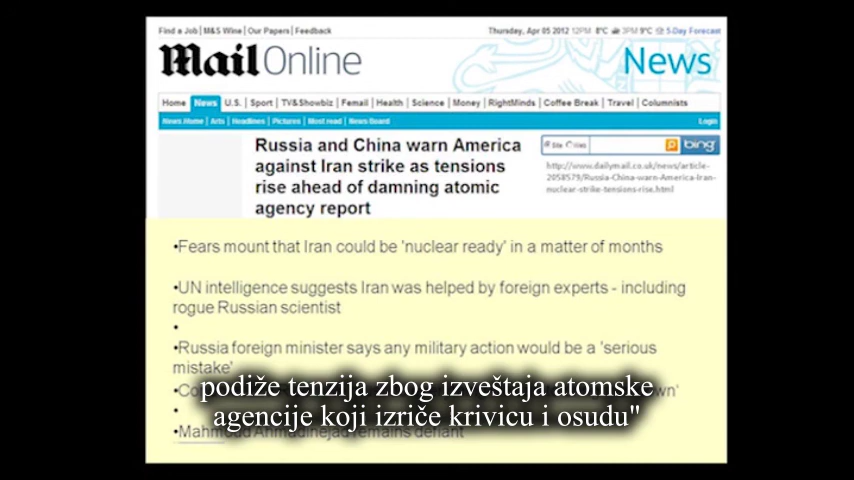 Find a Job | M&S Wine | Our Papers | Feedback
Thursday, Apr 05 2012 12PM 8°C 3PM 9°C 5-Day Forecast
Mail Online
News
Home News U.S. | Sport | TV&Showbiz | Femail | Health | Science | Money | RightMinds | Coffee Break | Travel | Columnists
News Home | Arts | Headlines | Pictures | Most read | News Board
Login
Russia and China warn America
against Iran strike as tensions
rise ahead of damning atomic
agency report
Site
bing
http://www.dailymail.co.uk/news/article-
2058579/Russia-China-warn-America-Iran-
nuclear-strike-tensions-rise.html
•Fears mount that Iran could be 'nuclear ready' in a matter of months
•UN intelligence suggests Iran was helped by foreign experts - including
rogue Russian scientist
•
•Russia foreign minister says any military action would be a 'serious
mistake'
•
•Mahmoud Ahmadinejad remains defiant
podiže tenzija zbog izveštaja atomske
agencije koji izriče krivicu i osudu"